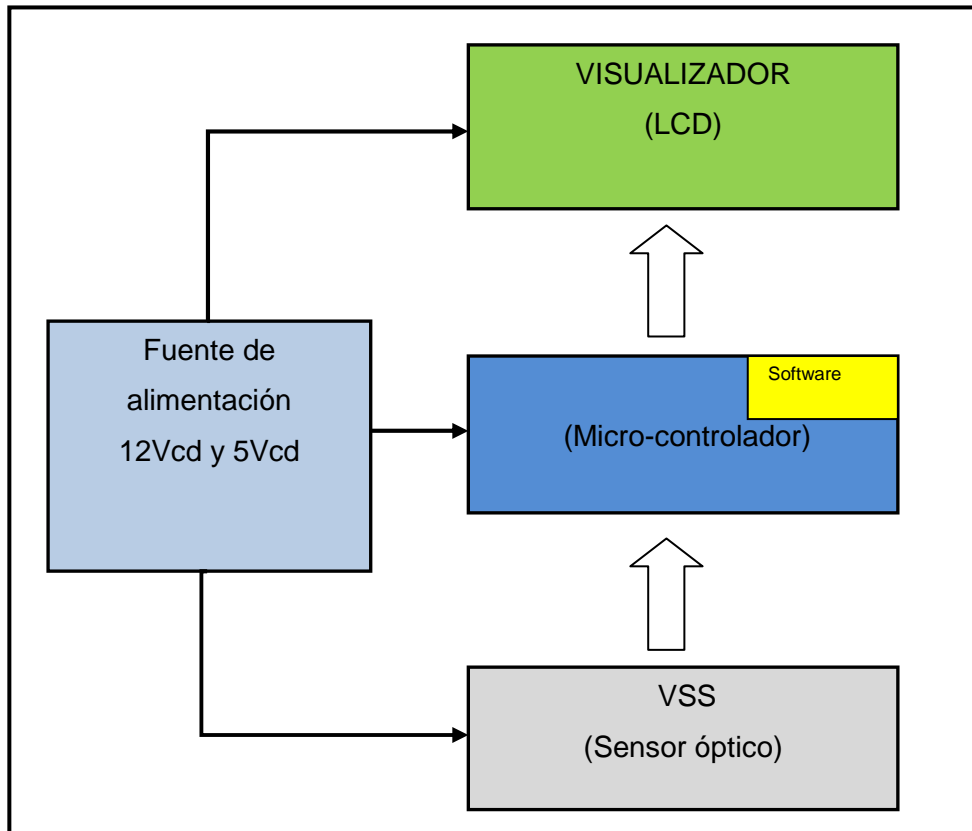 VISUALIZADOR
(LCD)
Fuente de
alimentación
12Vcd y 5Vcd
Software
(Micro-controlador)
VSS
(Sensor óptico)